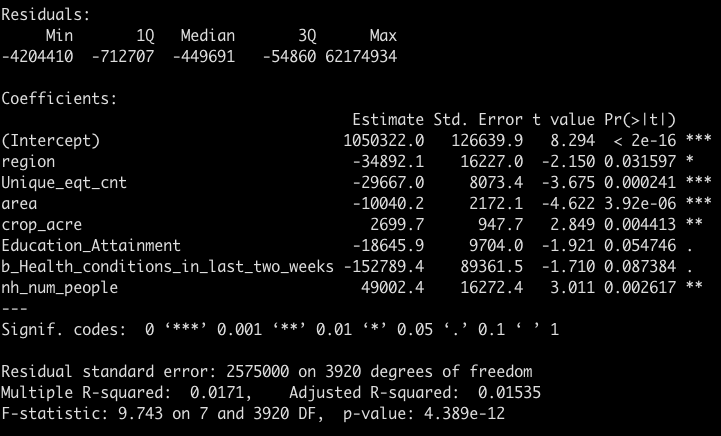 Residuals:
     Min       1Q   Median       3Q      Max
-4204410  -712707  -449691   -54860 62174934

Coefficients:
                                    Estimate Std. Error t value Pr(>|t|)
(Intercept)                        1050322.0   126639.9   8.294  < 2e-16 ***
region                              -34892.1    16227.0  -2.150 0.031597 *
Unique_eqt_cnt                      -29667.0     8073.4  -3.675 0.000241 ***
area                                -10040.2     2172.1  -4.622 3.92e-06 ***
crop_acre                             2699.7      947.7   2.849 0.004413 **
Education_Attainment                -18645.9     9704.0  -1.921 0.054746 .
b_Health_conditions_in_last_two_weeks -152789.4    89361.5  -1.710 0.087384 .
nh_num_people                        49002.4    16272.4   3.011 0.002617 **
---
Signif. codes:  0 ‘***’ 0.001 ‘**’ 0.01 ‘*’ 0.05 ‘.’ 0.1 ‘ ’ 1

Residual standard error: 2575000 on 3920 degrees of freedom
Multiple R-squared:  0.0171,    Adjusted R-squared:  0.01535
F-statistic: 9.743 on 7 and 3920 DF,  p-value: 4.389e-12